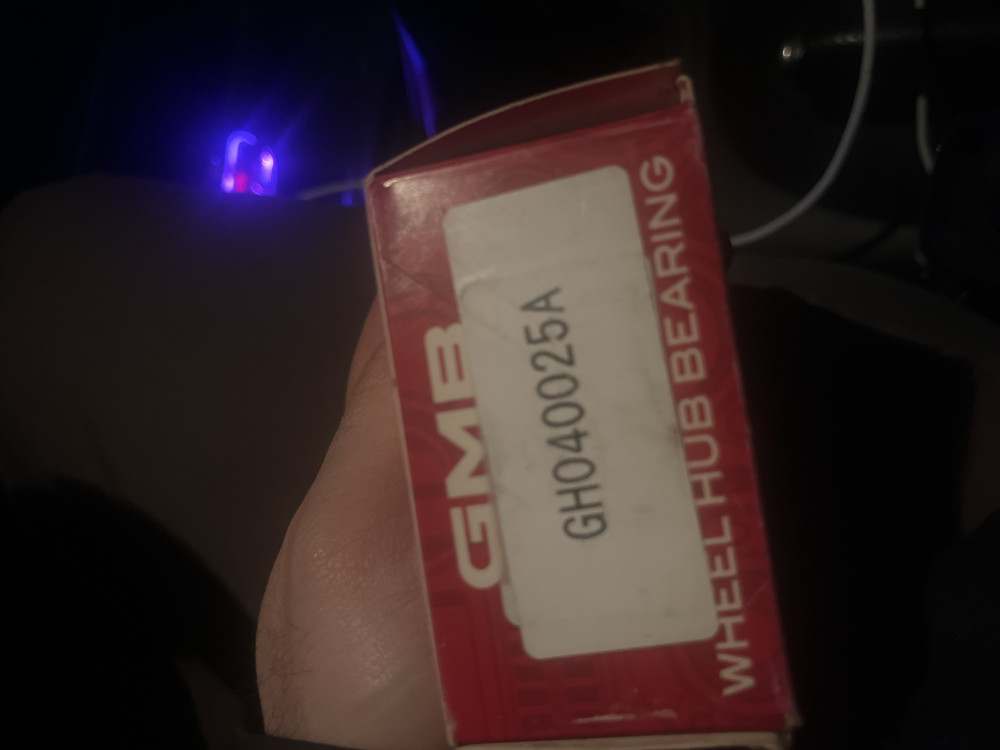 GMB
GH040025A
WHEEL HUB BEARING